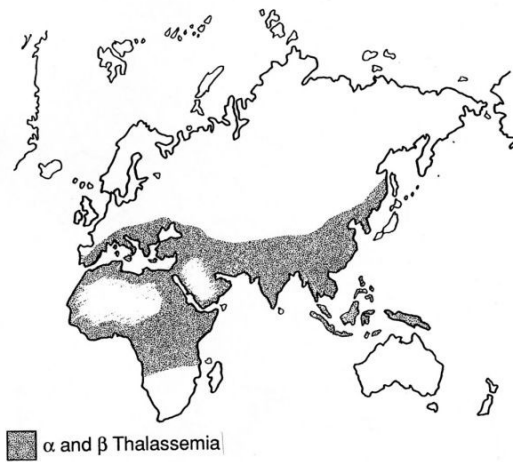 α and β Thalassemia